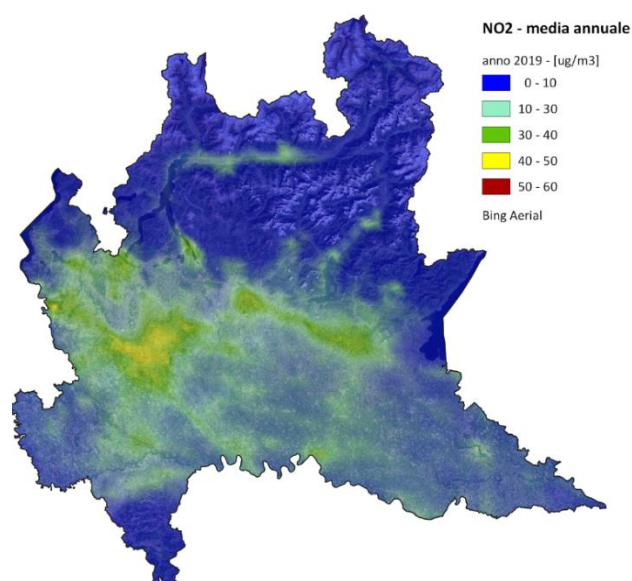 NO2 - media annuale
anno 2019 - [ug/m3]
0 - 10
10 - 30
30 - 40
40 - 50
50 - 60
Bing Aerial